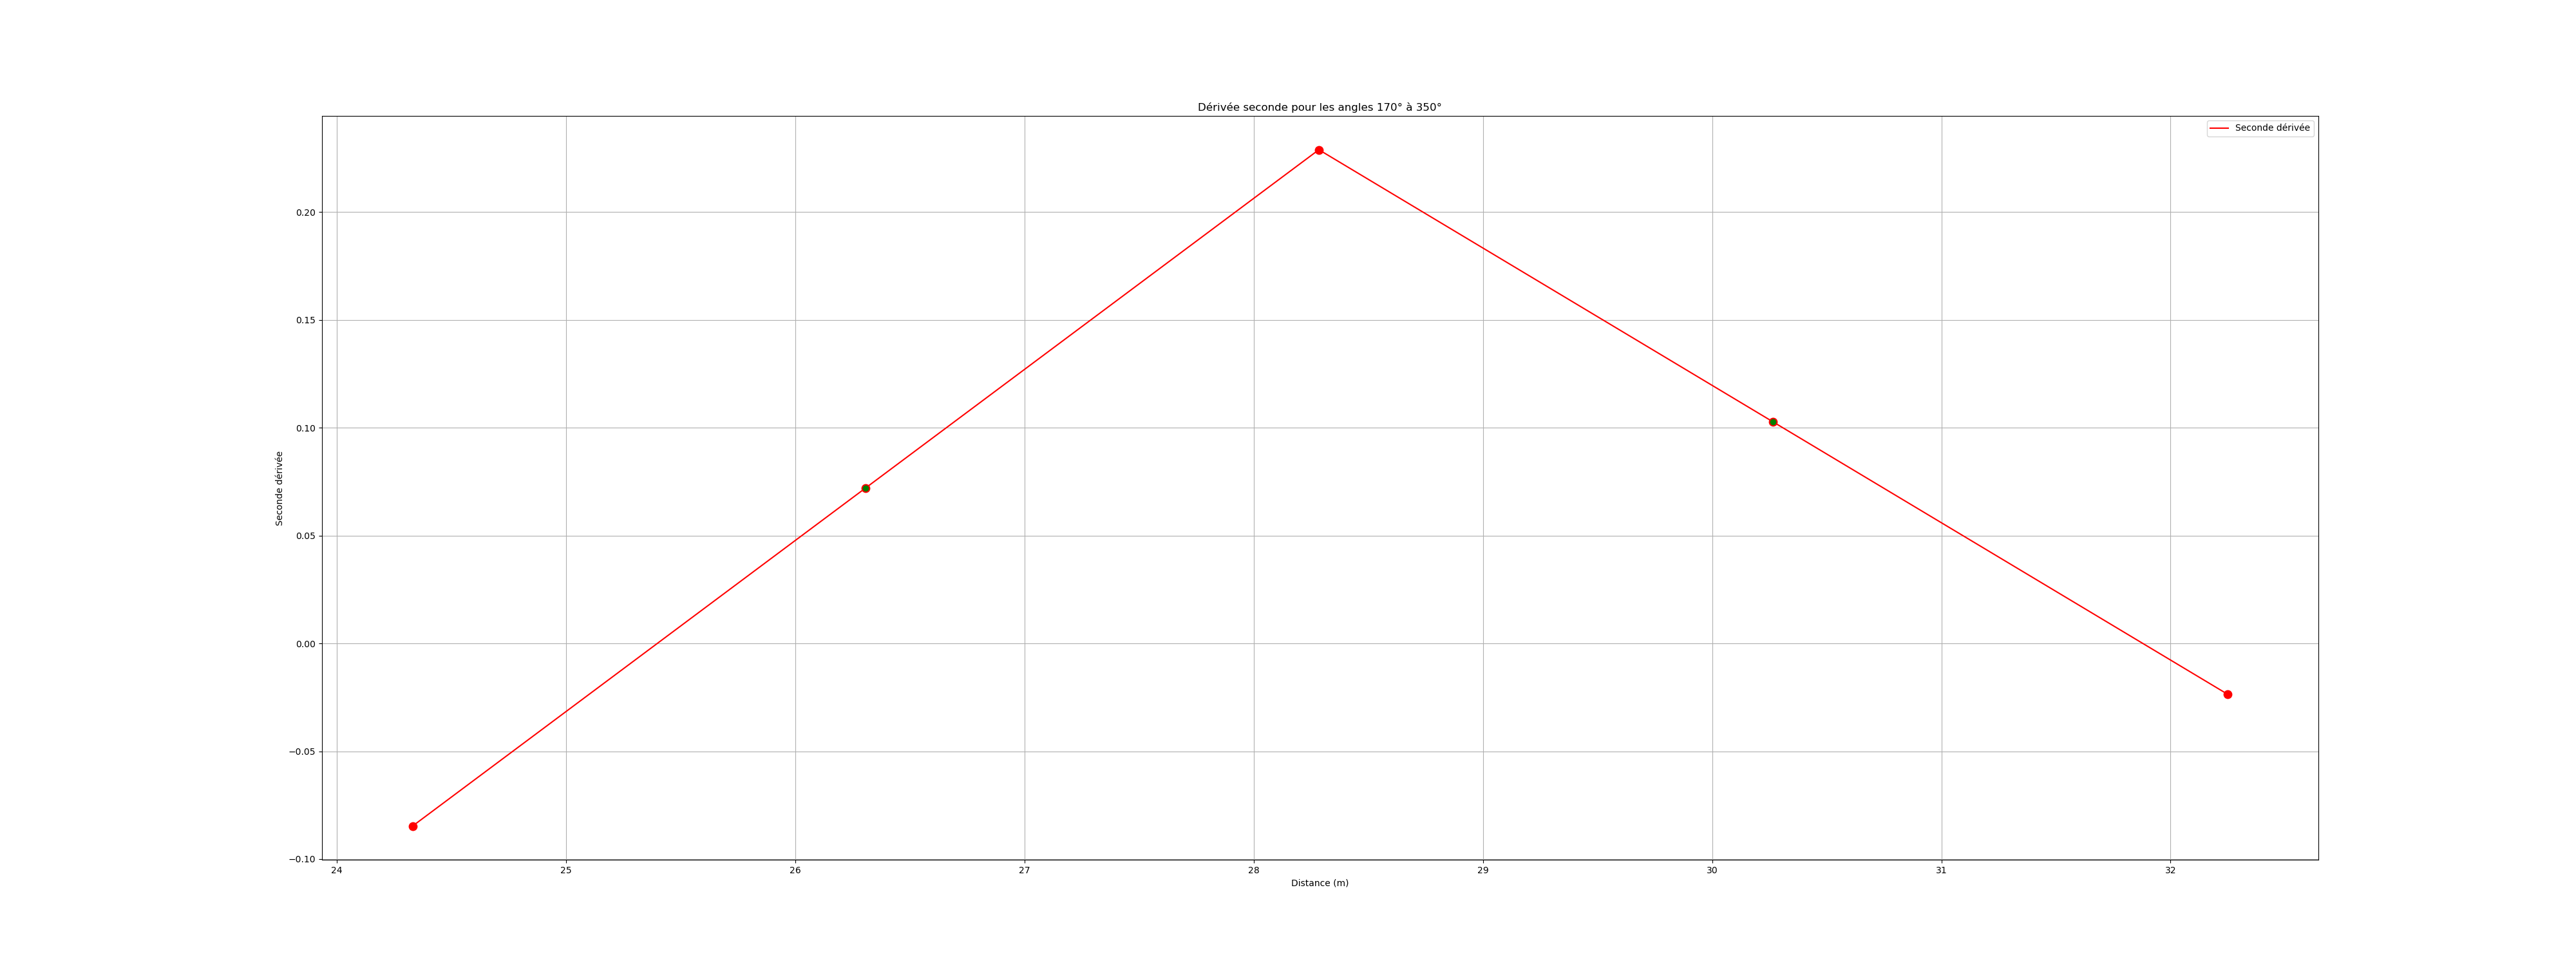 Dérivée seconde pour les angles 170° à 350°
Seconde dérivée
0.20
0.15
0.10
0.05
0.00
−0.05
−0.10
Seconde dérivée
24 25 26 27 28 29 30 31 32
Distance (m)